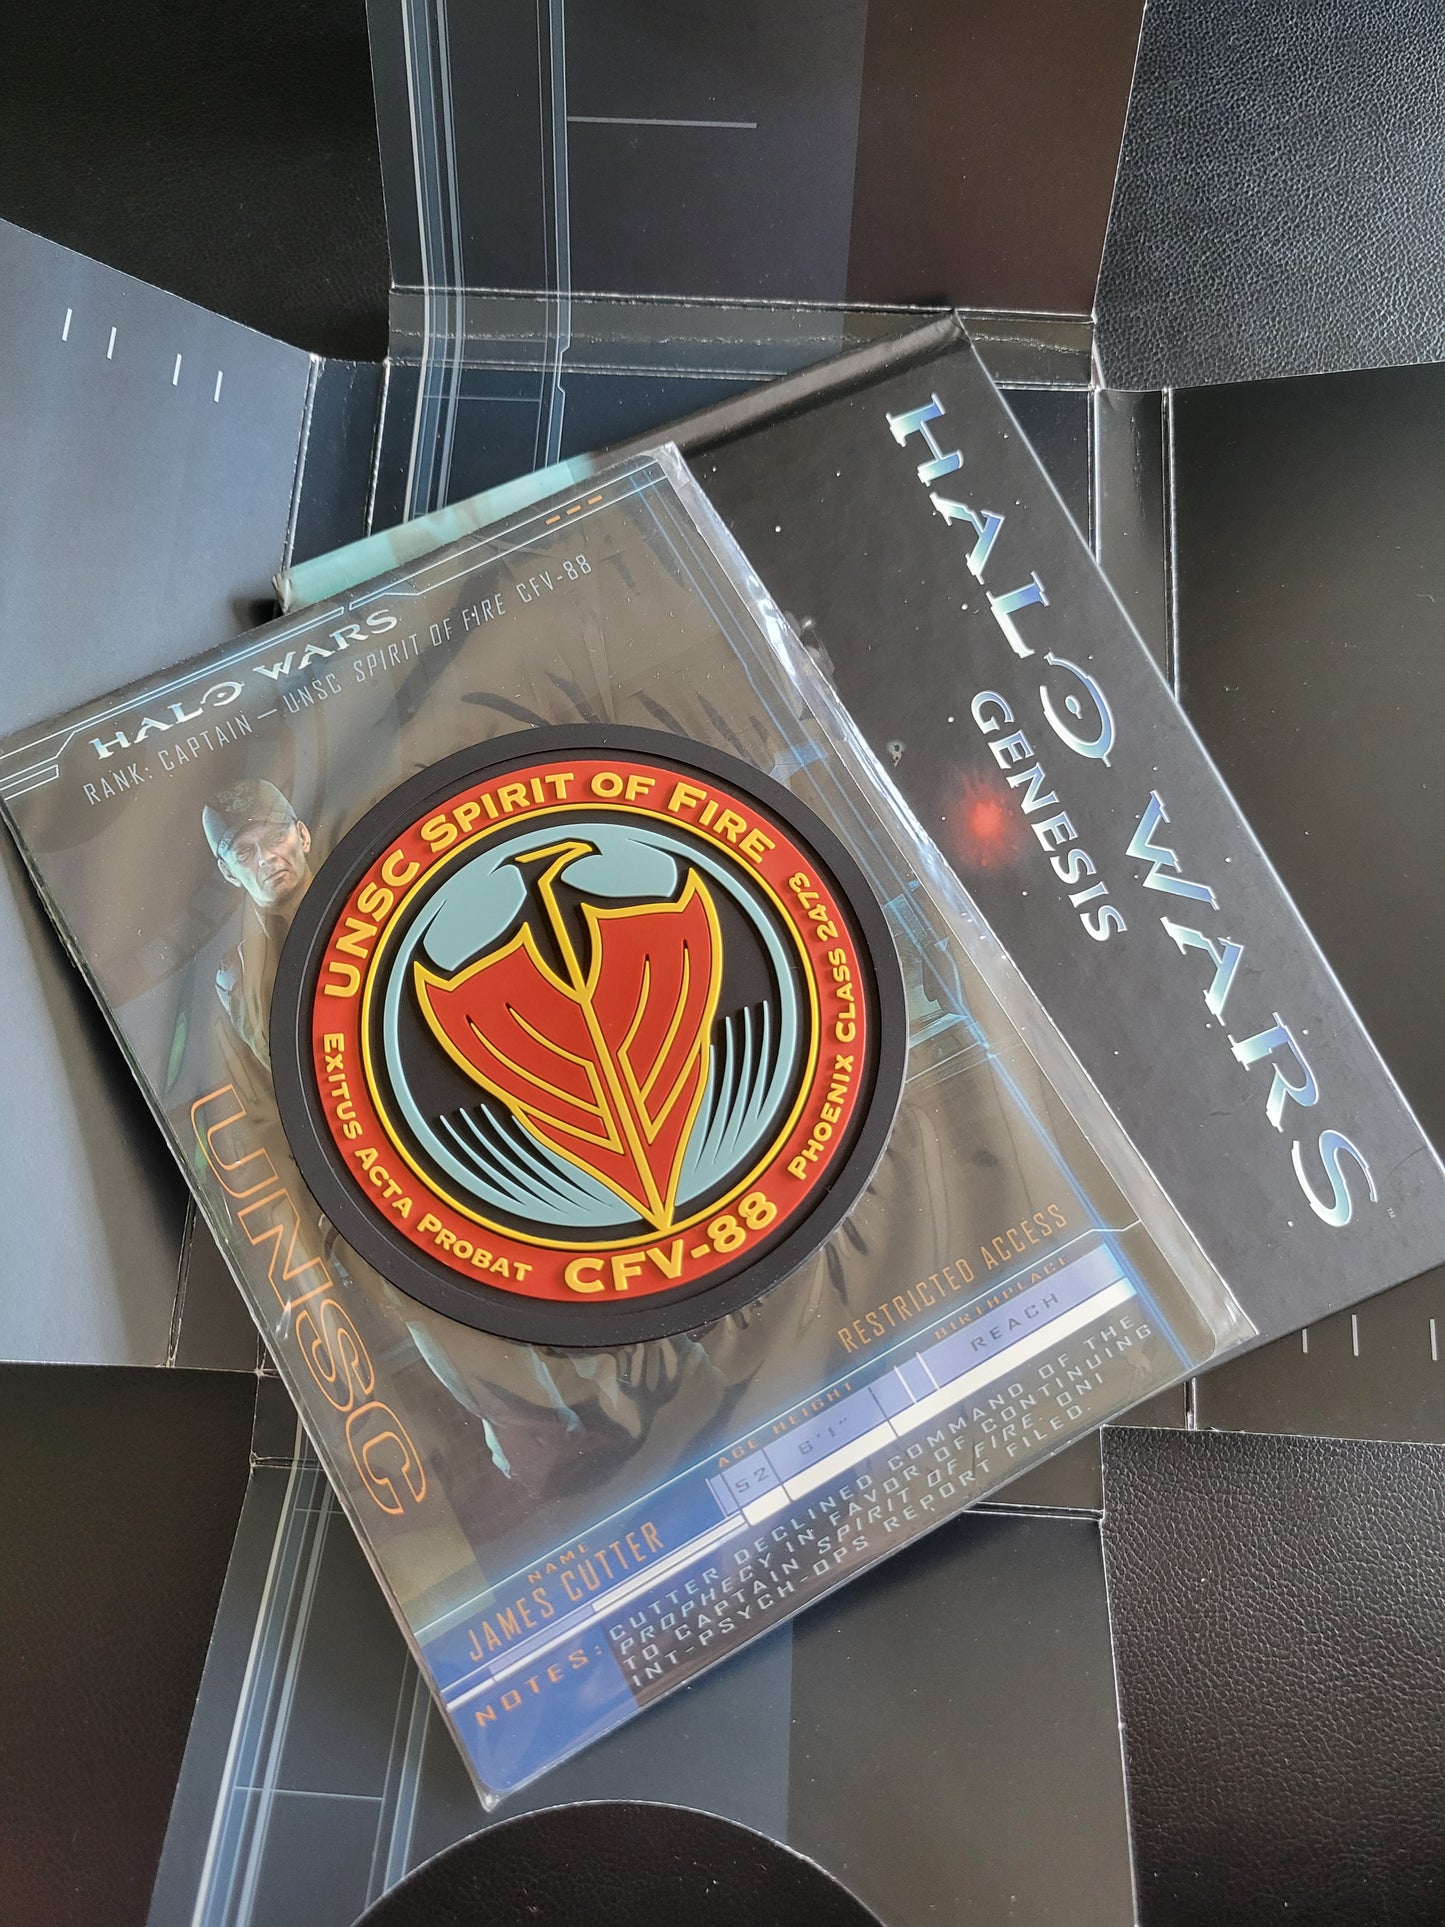 HALO WARS
GENESIS
™
HALO WARS
RANK: CAPTAIN — UNSC SPIRIT OF FIRE CFV-88
UNSC SPIRIT OF FIRE
PHOENIX CLASS 2473
CFV-88
EXITUS ACTA PROBAT
UNSC
RESTRICTED ACCESS
NAME
JAMES CUTTER
AGE
52
HEIGHT
6'1"
BIRTHPLACE
REACH
NOTES:
CUTTER DECLINED COMMAND OF THE
PROPHECY IN FAVOR OF CONTINUING
TO CAPTAIN SPIRIT OF FIRE. ONI
INT-PSYCH-OPS REPORT FILED.